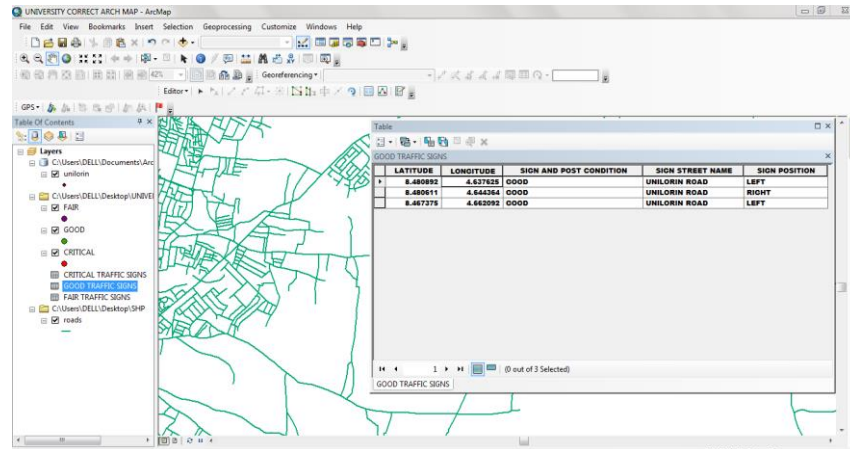 UNIVERSITY CORRECT ARCH MAP - ArcMap
File Edit View Bookmarks Insert Selection Geoprocessing Customize Windows Help
Georeferencing
Editor
GPS
Table Of Contents
Layers
C:\Users\DELL\Documents\Arc
unilorin
C:\Users\DELL\Desktop\UNIVE
FAIR
GOOD
CRITICAL
CRITICAL TRAFFIC SIGNS
GOOD TRAFFIC SIGNS
FAIR TRAFFIC SIGNS
C:\Users\DELL\Desktop\SHP
roads
Table
GOOD TRAFFIC SIGNS
LATITUDE LONGITUDE SIGN AND POST CONDITION SIGN STREET NAME SIGN POSITION
8.480892 4.637625 GOOD UNILORIN ROAD LEFT
8.480611 4.644364 GOOD UNILORIN ROAD RIGHT
8.467375 4.662092 GOOD UNILORIN ROAD LEFT
1 (0 out of 3 Selected)
GOOD TRAFFIC SIGNS